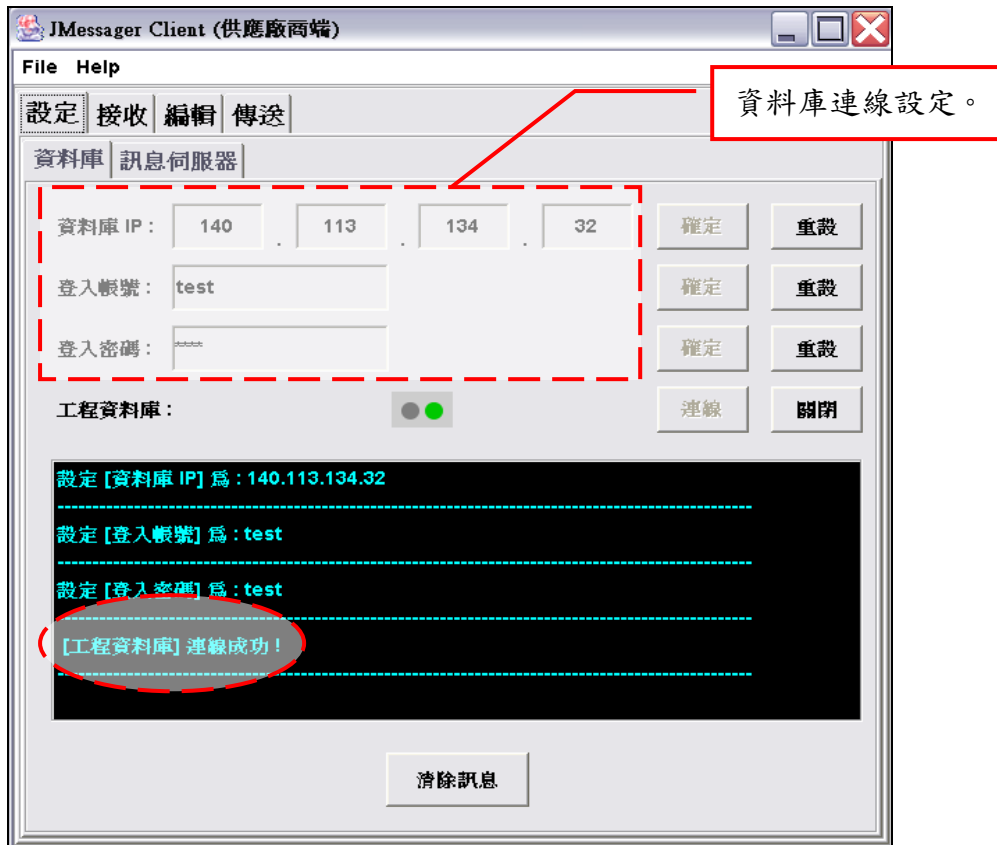 JMessager Client (供應廠商端)
File Help
資料庫連線設定。
設定 接收 編輯 傳送
資料庫 訊息伺服器
資料庫 IP : 140 . 113 . 134 . 32 確定 重設
登入帳號 : test 確定 重設
登入密碼 : **** 確定 重設
工程資料庫 : 連線 關閉
設定 [資料庫 IP] 為 : 140.113.134.32
設定 [登入帳號] 為 : test
設定 [登入密碼] 為 : test
[工程資料庫] 連線成功 !
清除訊息